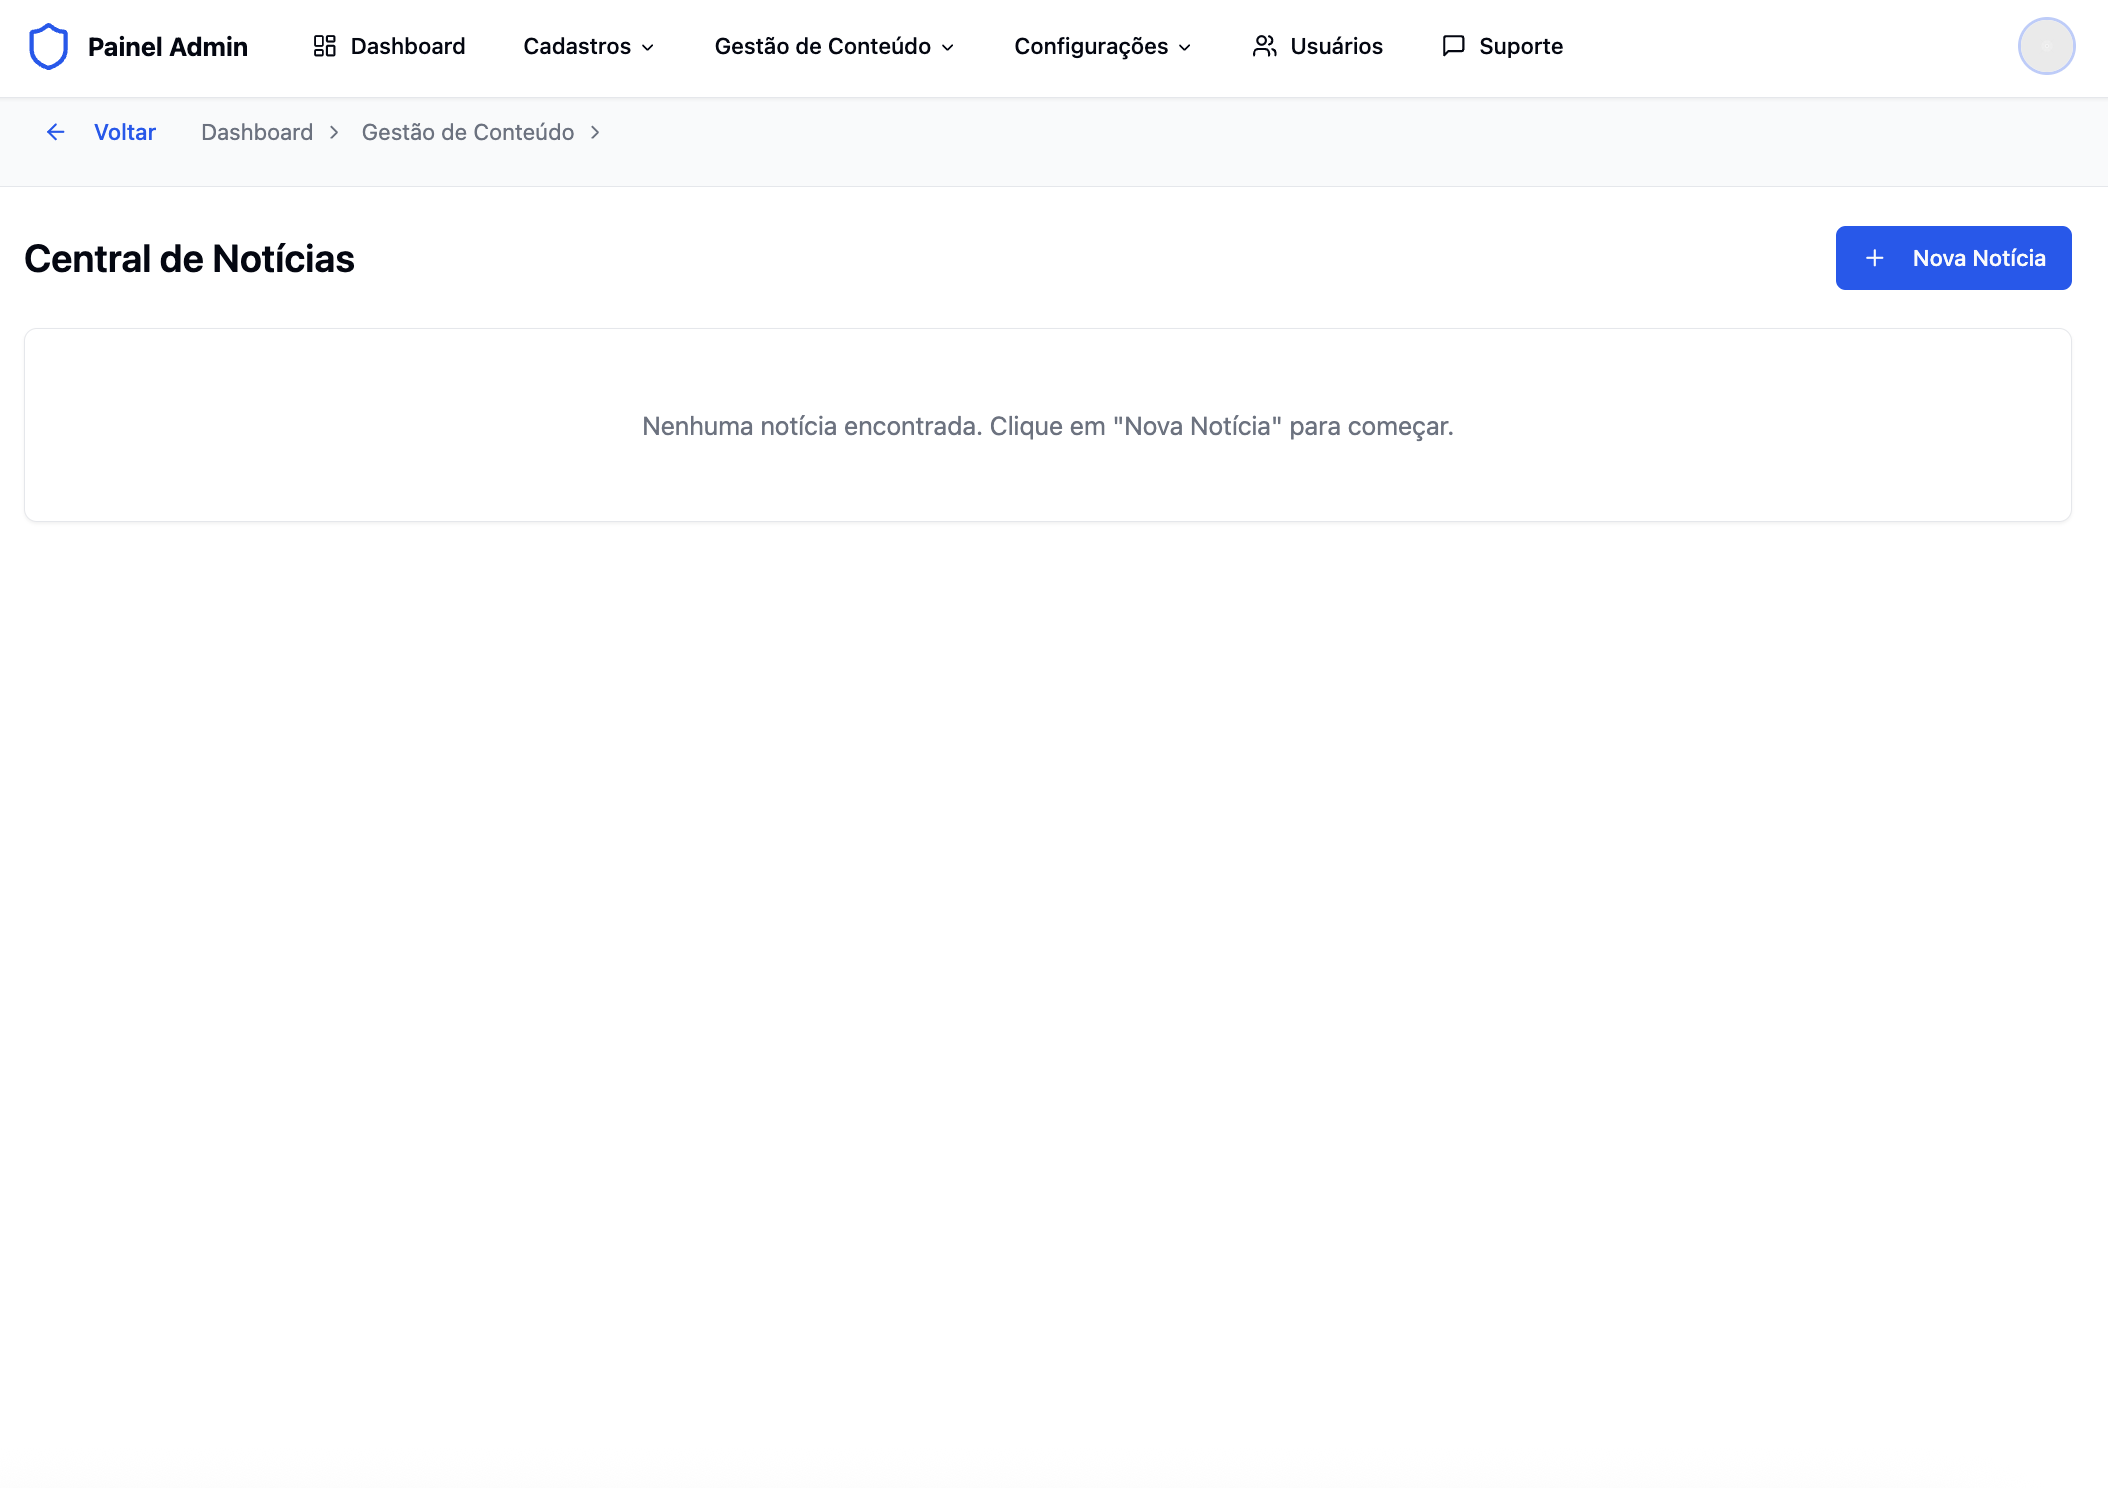 Painel Admin Dashboard Cadastros Gestão de Conteúdo Configurações Usuários Suporte
Voltar Dashboard Gestão de Conteúdo
Central de Notícias Nova Notícia
Nenhuma notícia encontrada. Clique em "Nova Notícia" para começar.